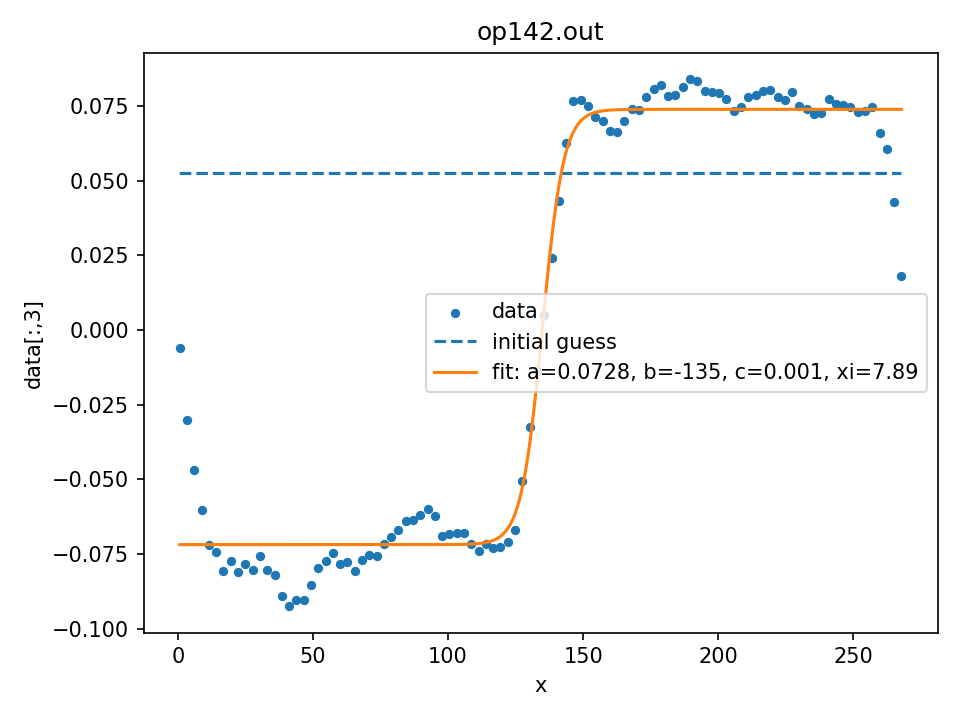 op142.out
0.075
0.050
0.025
0.000
−0.025
−0.050
−0.075
−0.100
data[:,3]
data
initial guess
fit: a=0.0728, b=-135, c=0.001, xi=7.89
0 50 100 150 200 250
x